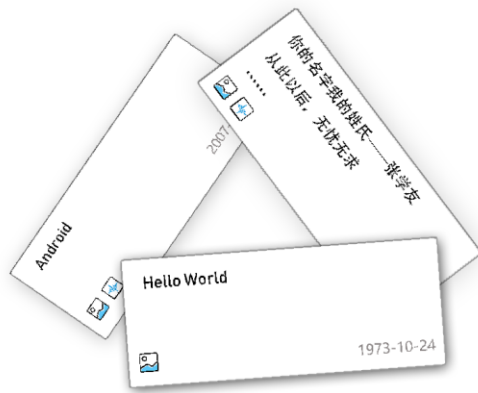 你的名字我的姓氏——张学友
从此以后，无忧无求
……
Android
2007-
Hello World
1973-10-24